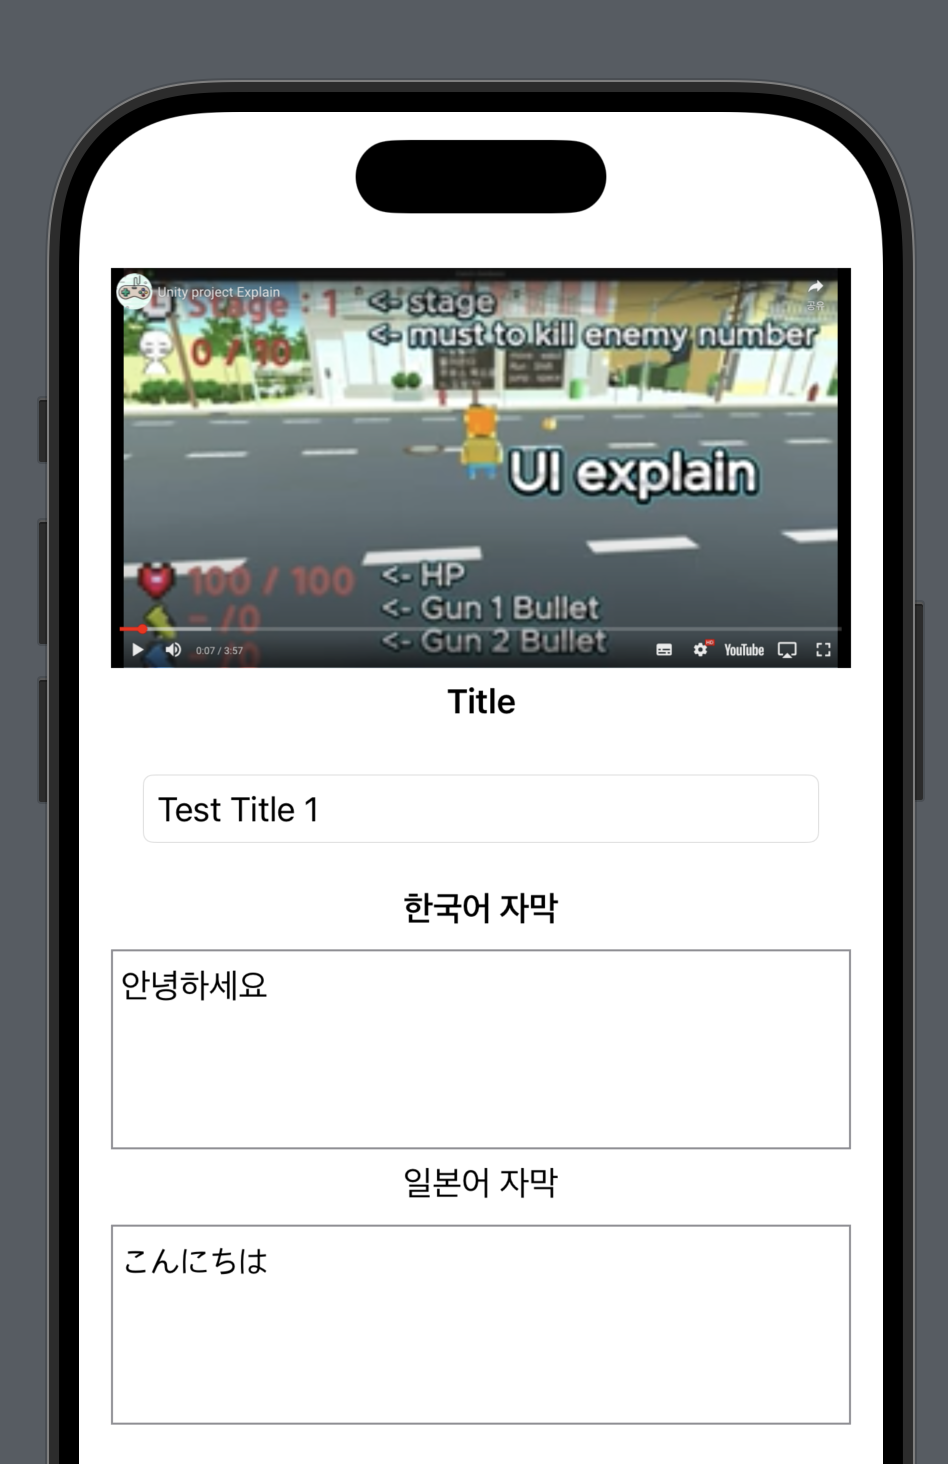 Unity project Explain
공유
Stage : 1
<- stage
0 / 10
<- must to kill enemy number
UI explain
100 / 100
<- HP
- /0
<- Gun 1 Bullet
<- Gun 2 Bullet
0:07 / 3:57
HD
YouTube
Title
Test Title 1
한국어 자막
안녕하세요
일본어 자막
こんにちは